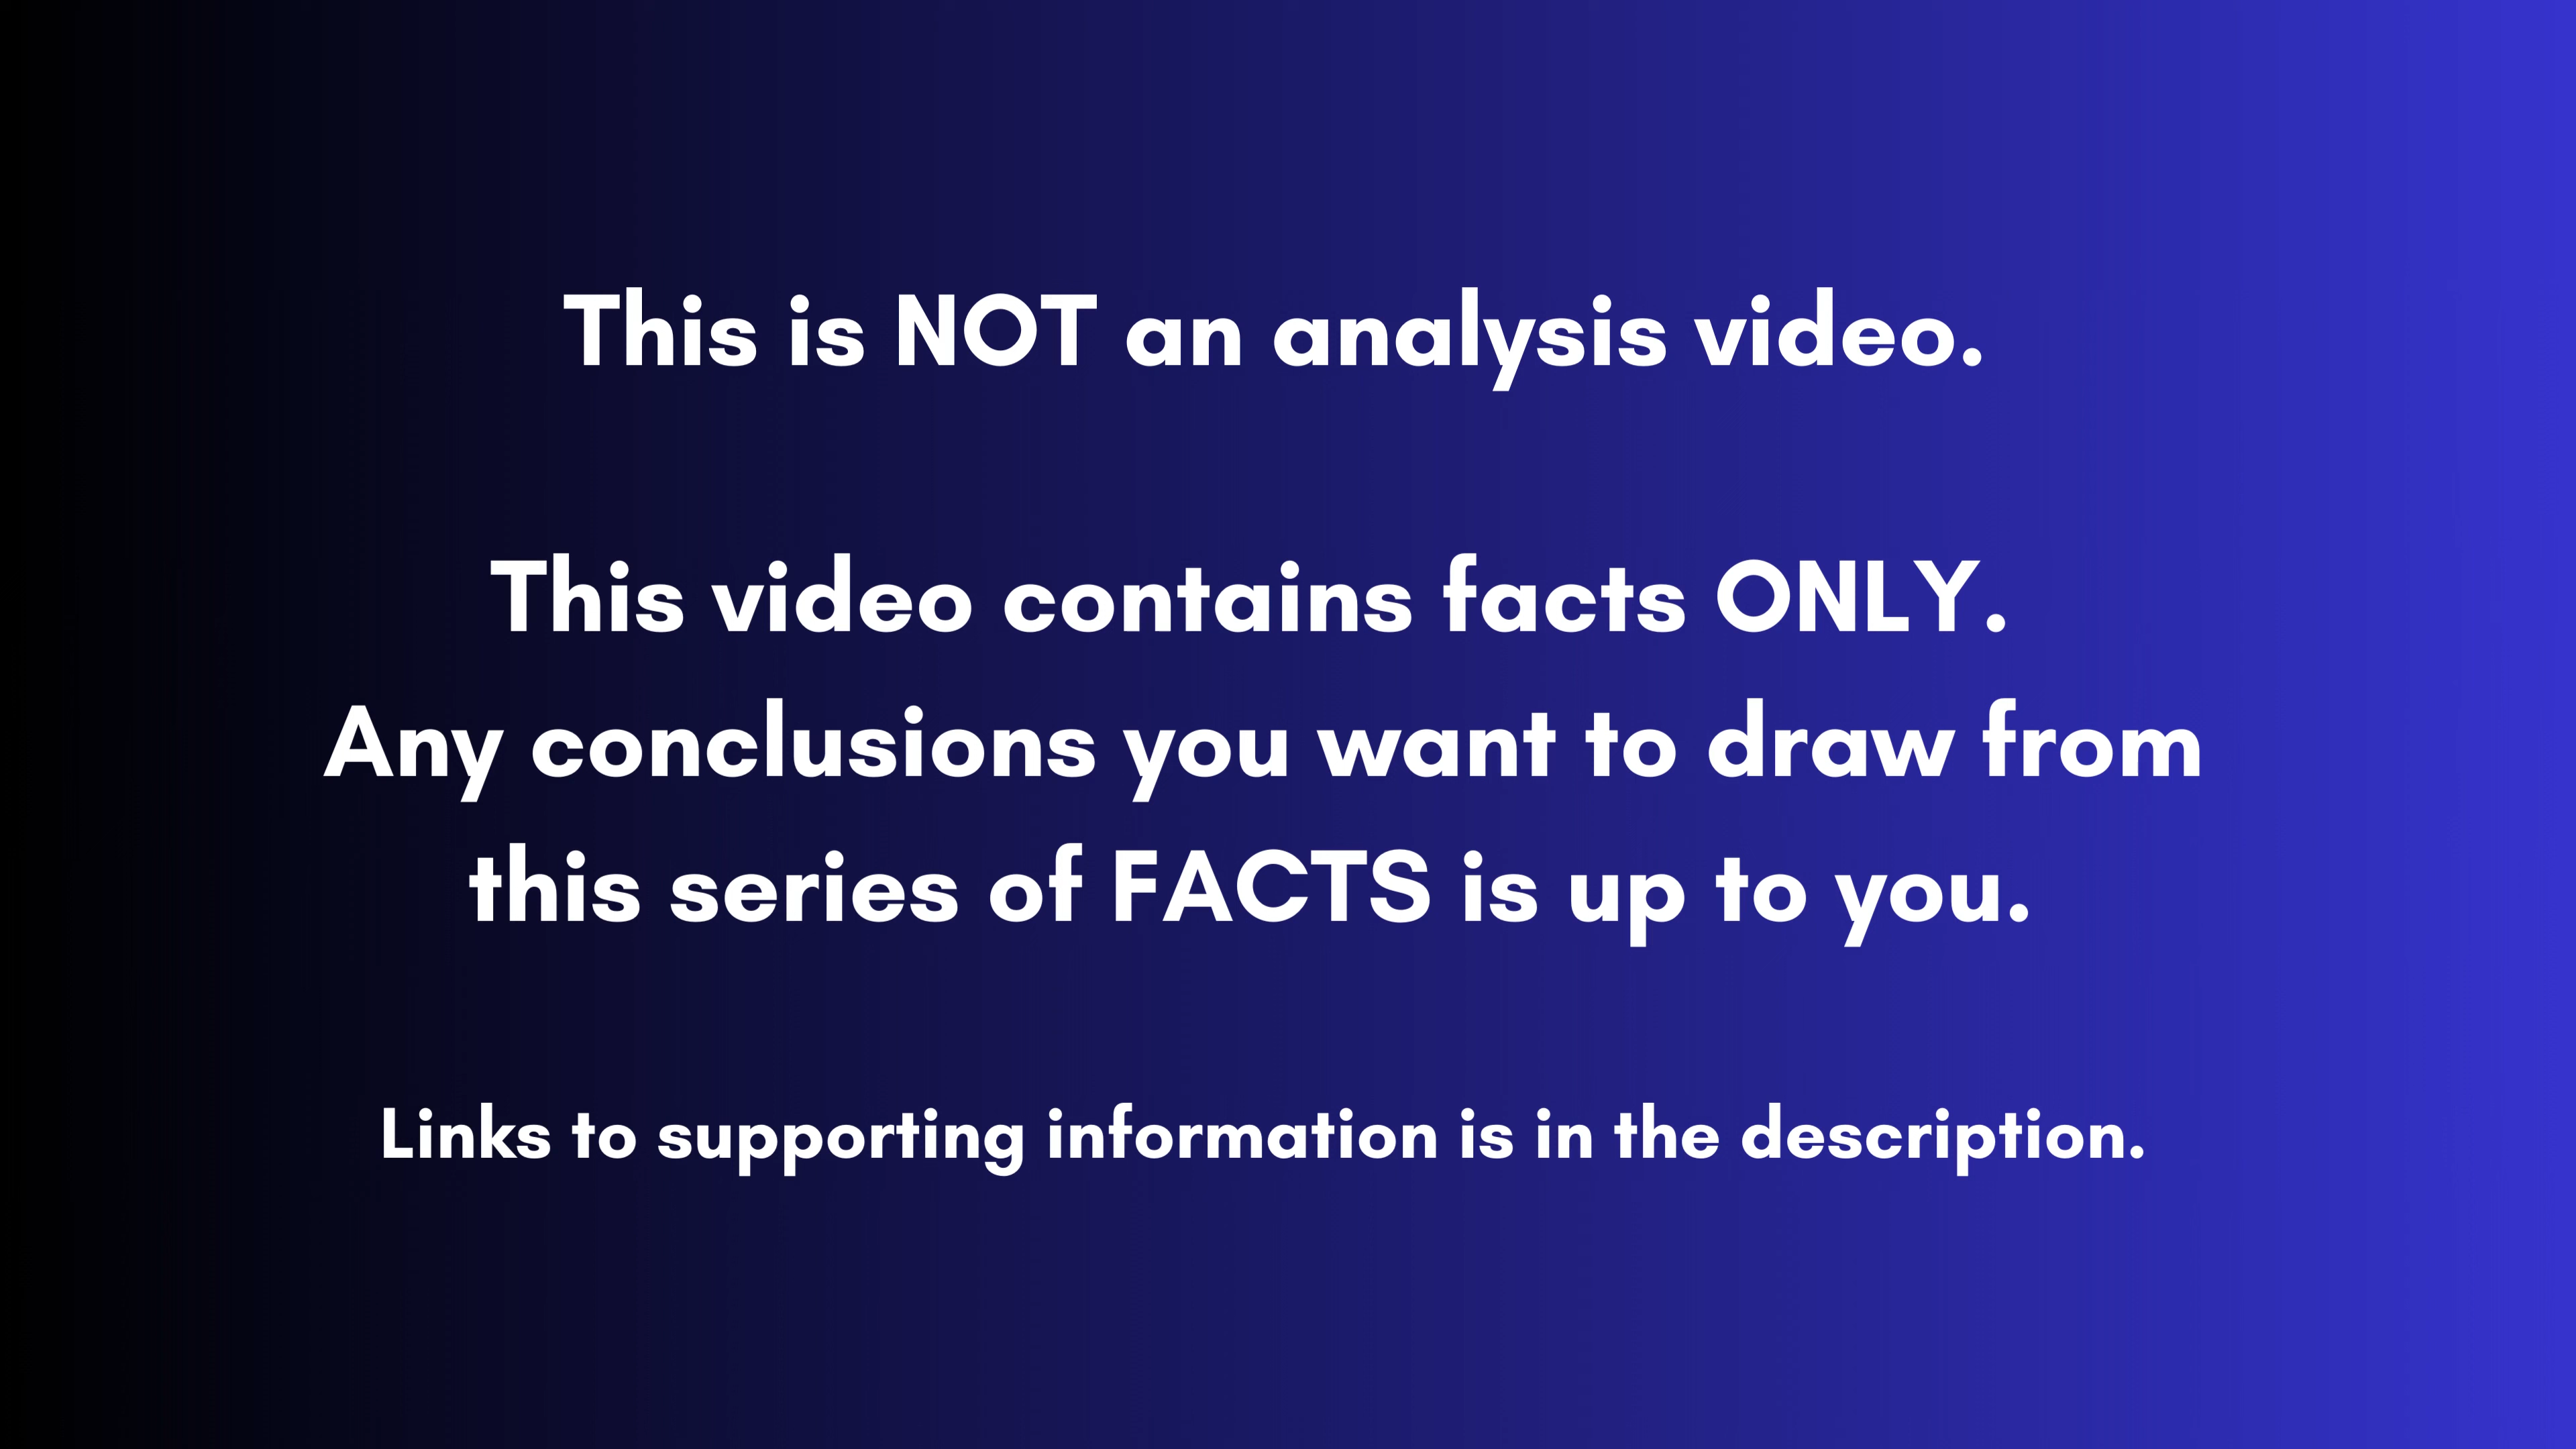 This is NOT an analysis video.
This video contains facts ONLY.
Any conclusions you want to draw from
this series of FACTS is up to you.
Links to supporting information is in the description.